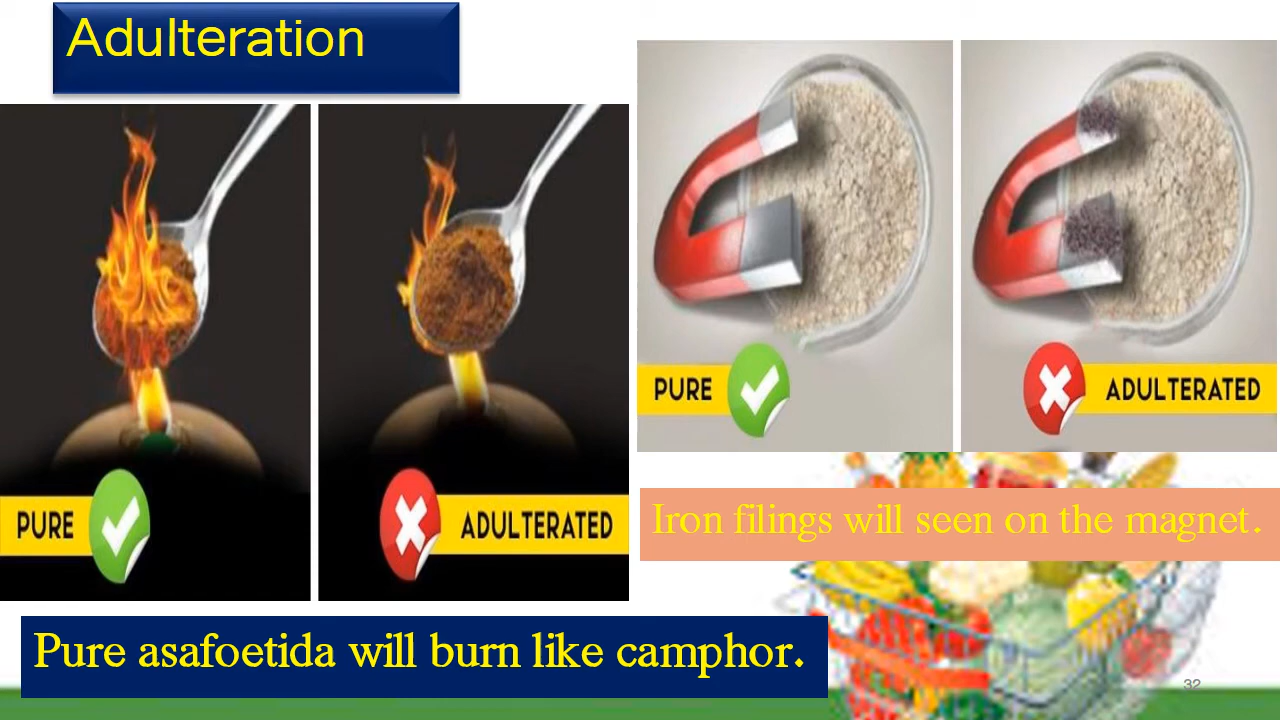 Adulteration
PURE
ADULTERATED
PURE
ADULTERATED
Iron filings will seen on the magnet.
Pure asafoetida will burn like camphor.
32